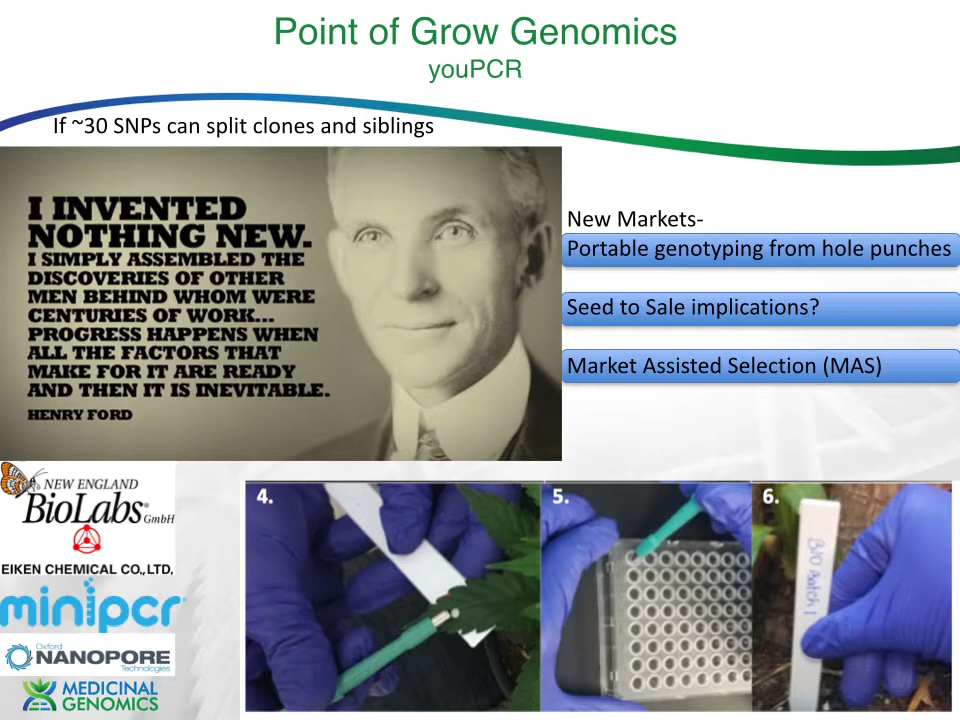 Point of Grow Genomics
youPCR
If ~30 SNPs can split clones and siblings
I INVENTED
NOTHING NEW.
I SIMPLY ASSEMBLED THE
DISCOVERIES OF OTHER
MEN BEHIND WHOM WERE
CENTURIES OF WORK...
PROGRESS HAPPENS WHEN
ALL THE FACTORS THAT
MAKE FOR IT ARE READY
AND THEN IT IS INEVITABLE.
HENRY FORD
New Markets-
Portable genotyping from hole punches
Seed to Sale implications?
Market Assisted Selection (MAS)
NEW ENGLAND
BioLabs® GmbH
EIKEN CHEMICAL CO., LTD.
minipcr
Oxford
NANOPORE
Technologies
MEDICINAL
GENOMICS
4.
5.
6.
Batch 1